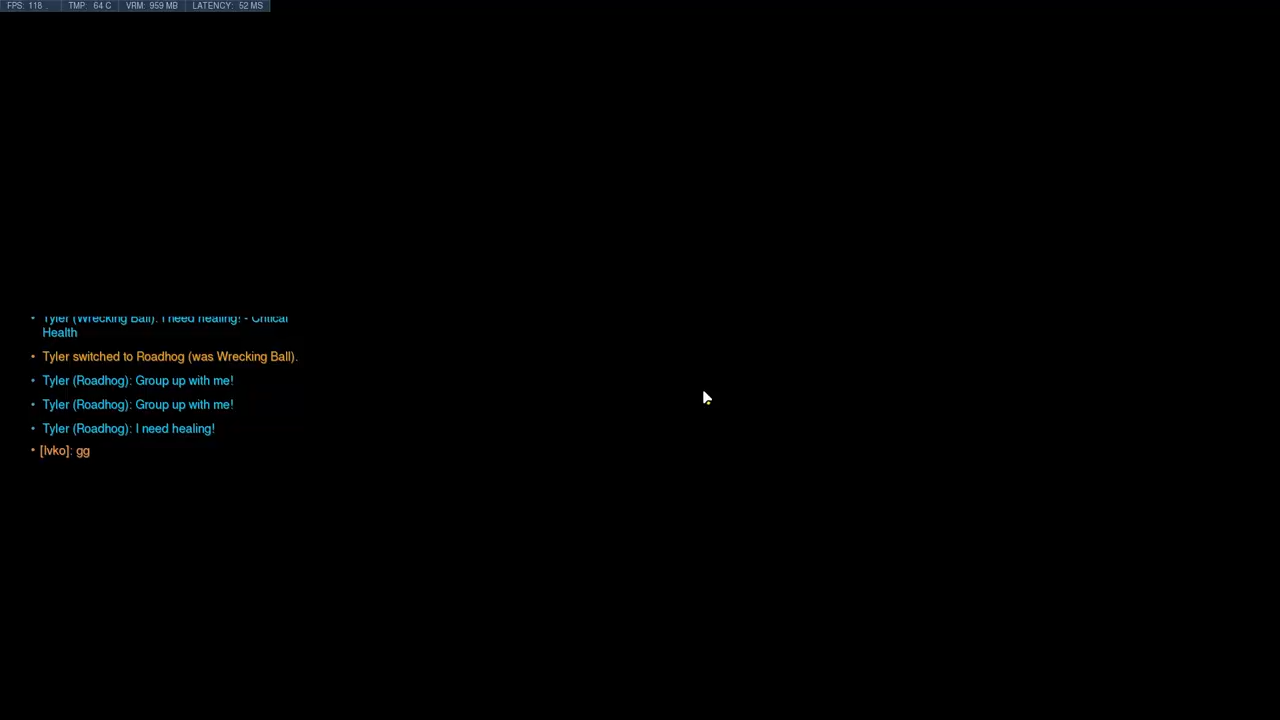 FPS: 118 .. TMP: 64 C VRM: 959 MB LATENCY: 52 MS
• Tyler (Wrecking Ball): I need healing! - Critical
Health
• Tyler switched to Roadhog (was Wrecking Ball).
• Tyler (Roadhog): Group up with me!
• Tyler (Roadhog): Group up with me!
• Tyler (Roadhog): I need healing!
• [lvko]: gg